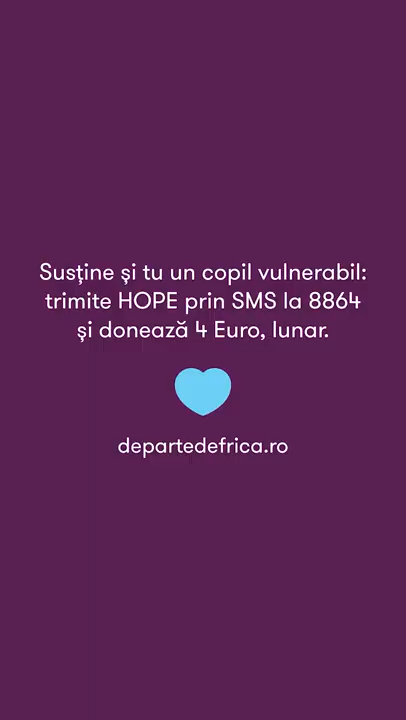 Susține și tu un copil vulnerabil:
trimite HOPE prin SMS la 8864
și donează 4 Euro, lunar.
departedefrica.ro